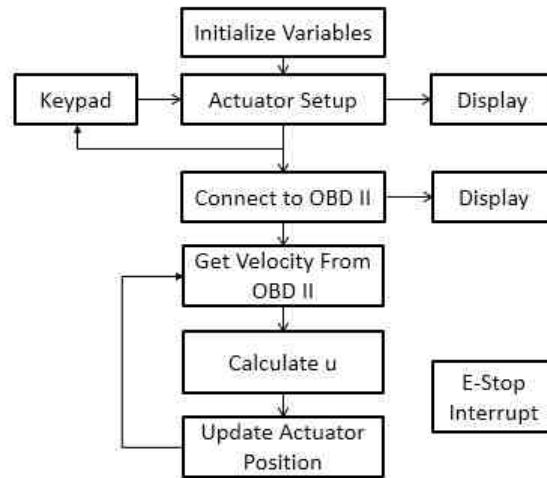 Initialize Variables
Keypad
Actuator Setup
Display
Connect to OBD II
Display
Get Velocity From
OBD II
Calculate u
E-Stop
Interrupt
Update Actuator
Position